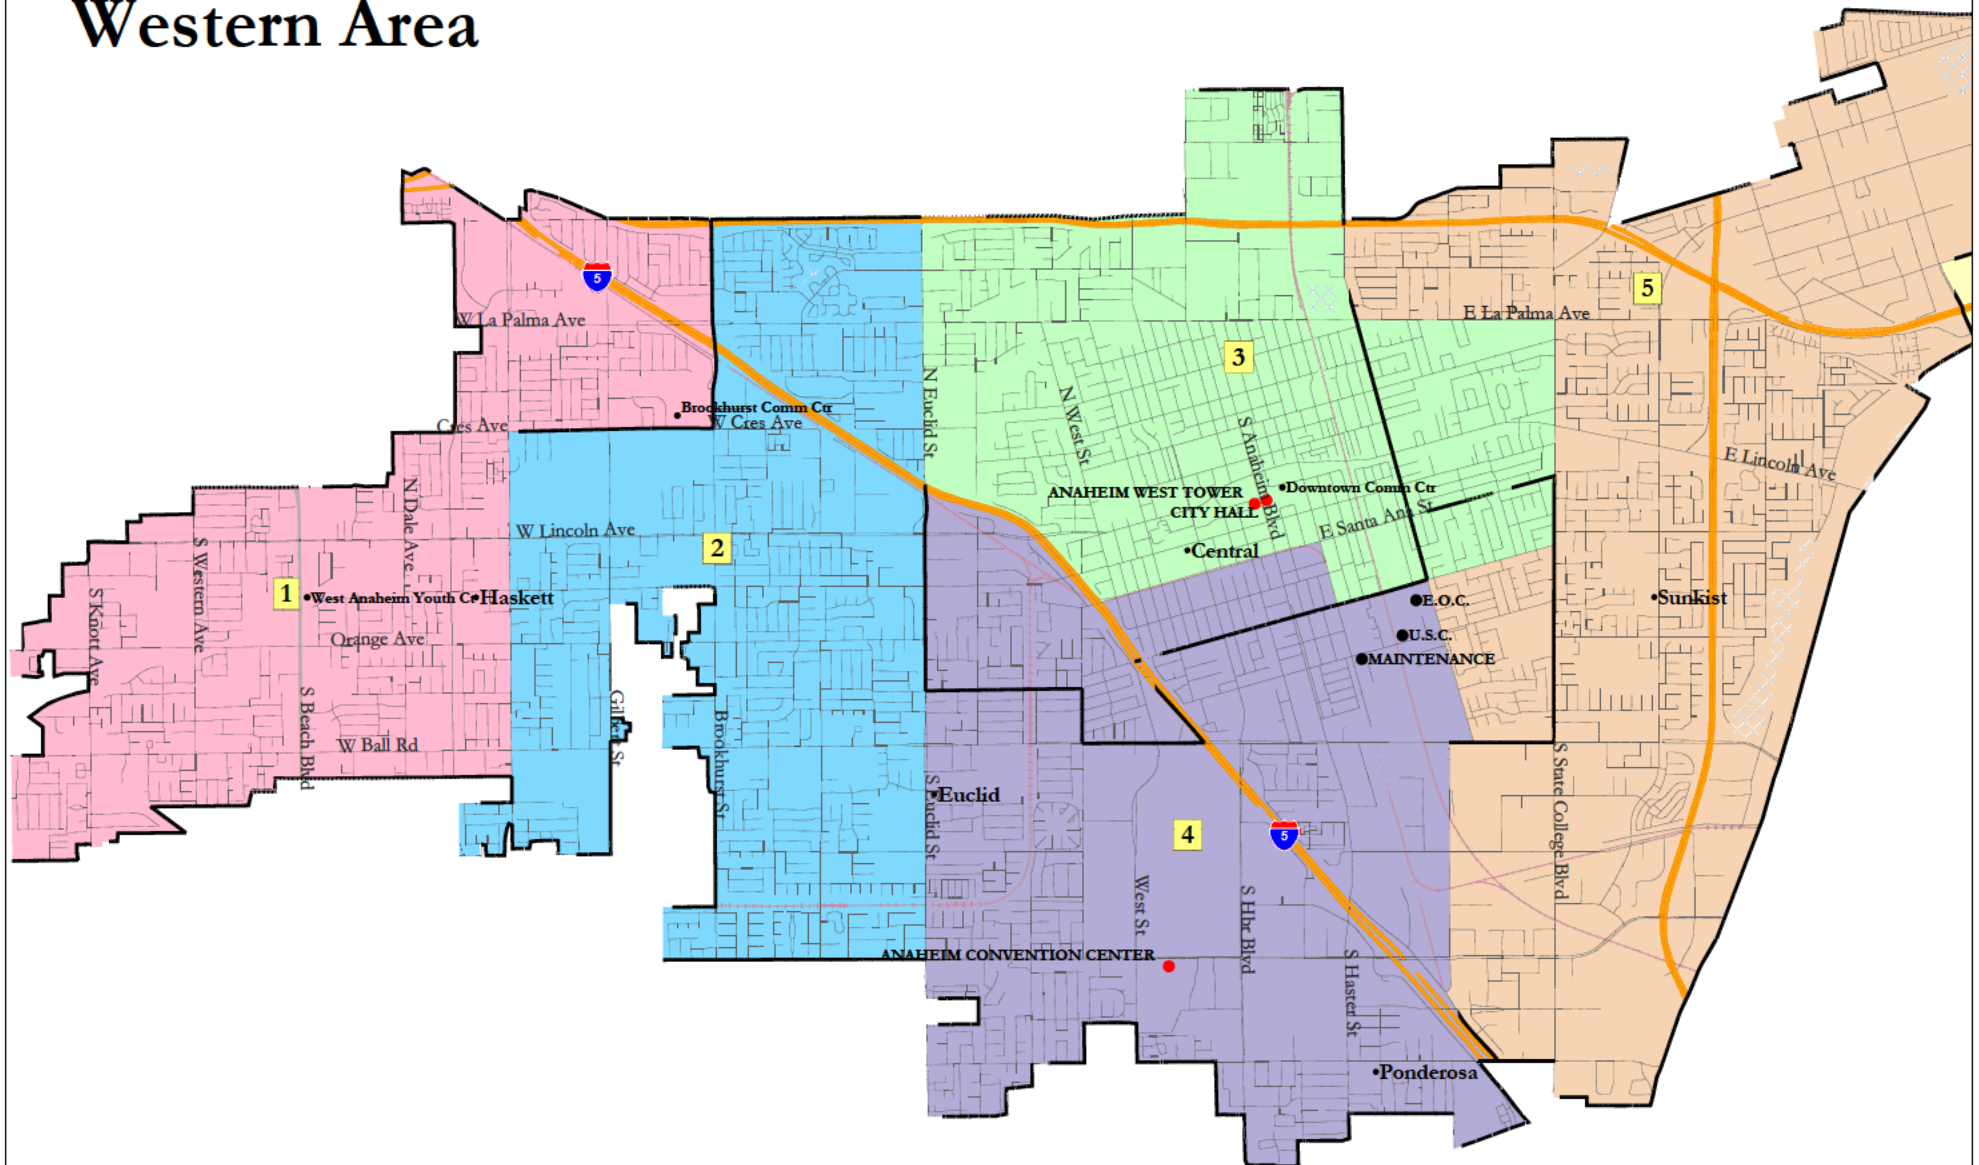 Western Area
5
5
W La Palma Ave
E La Palma Ave
3
N Euclid St
N West St
Brookhurst Comm Ctr
W Cres Ave
Cres Ave
S Anaheim Blvd
E Lincoln Ave
N Dale Ave
ANAHEIM WEST TOWER
Downtown Comm Ctr
CITY HALL
E Santa Ana St
W Lincoln Ave
2
Central
S Western Ave
S Knott Ave
1
West Anaheim Youth Ctr
Haskett
E.O.C.
Sunkist
Orange Ave
U.S.C.
MAINTENANCE
S Beach Blvd
Gilbert St
Brookhurst St
W Ball Rd
S Euclid St
Euclid
S State College Blvd
4
5
West St
S Hbr Blvd
S Haster St
ANAHEIM CONVENTION CENTER
Ponderosa